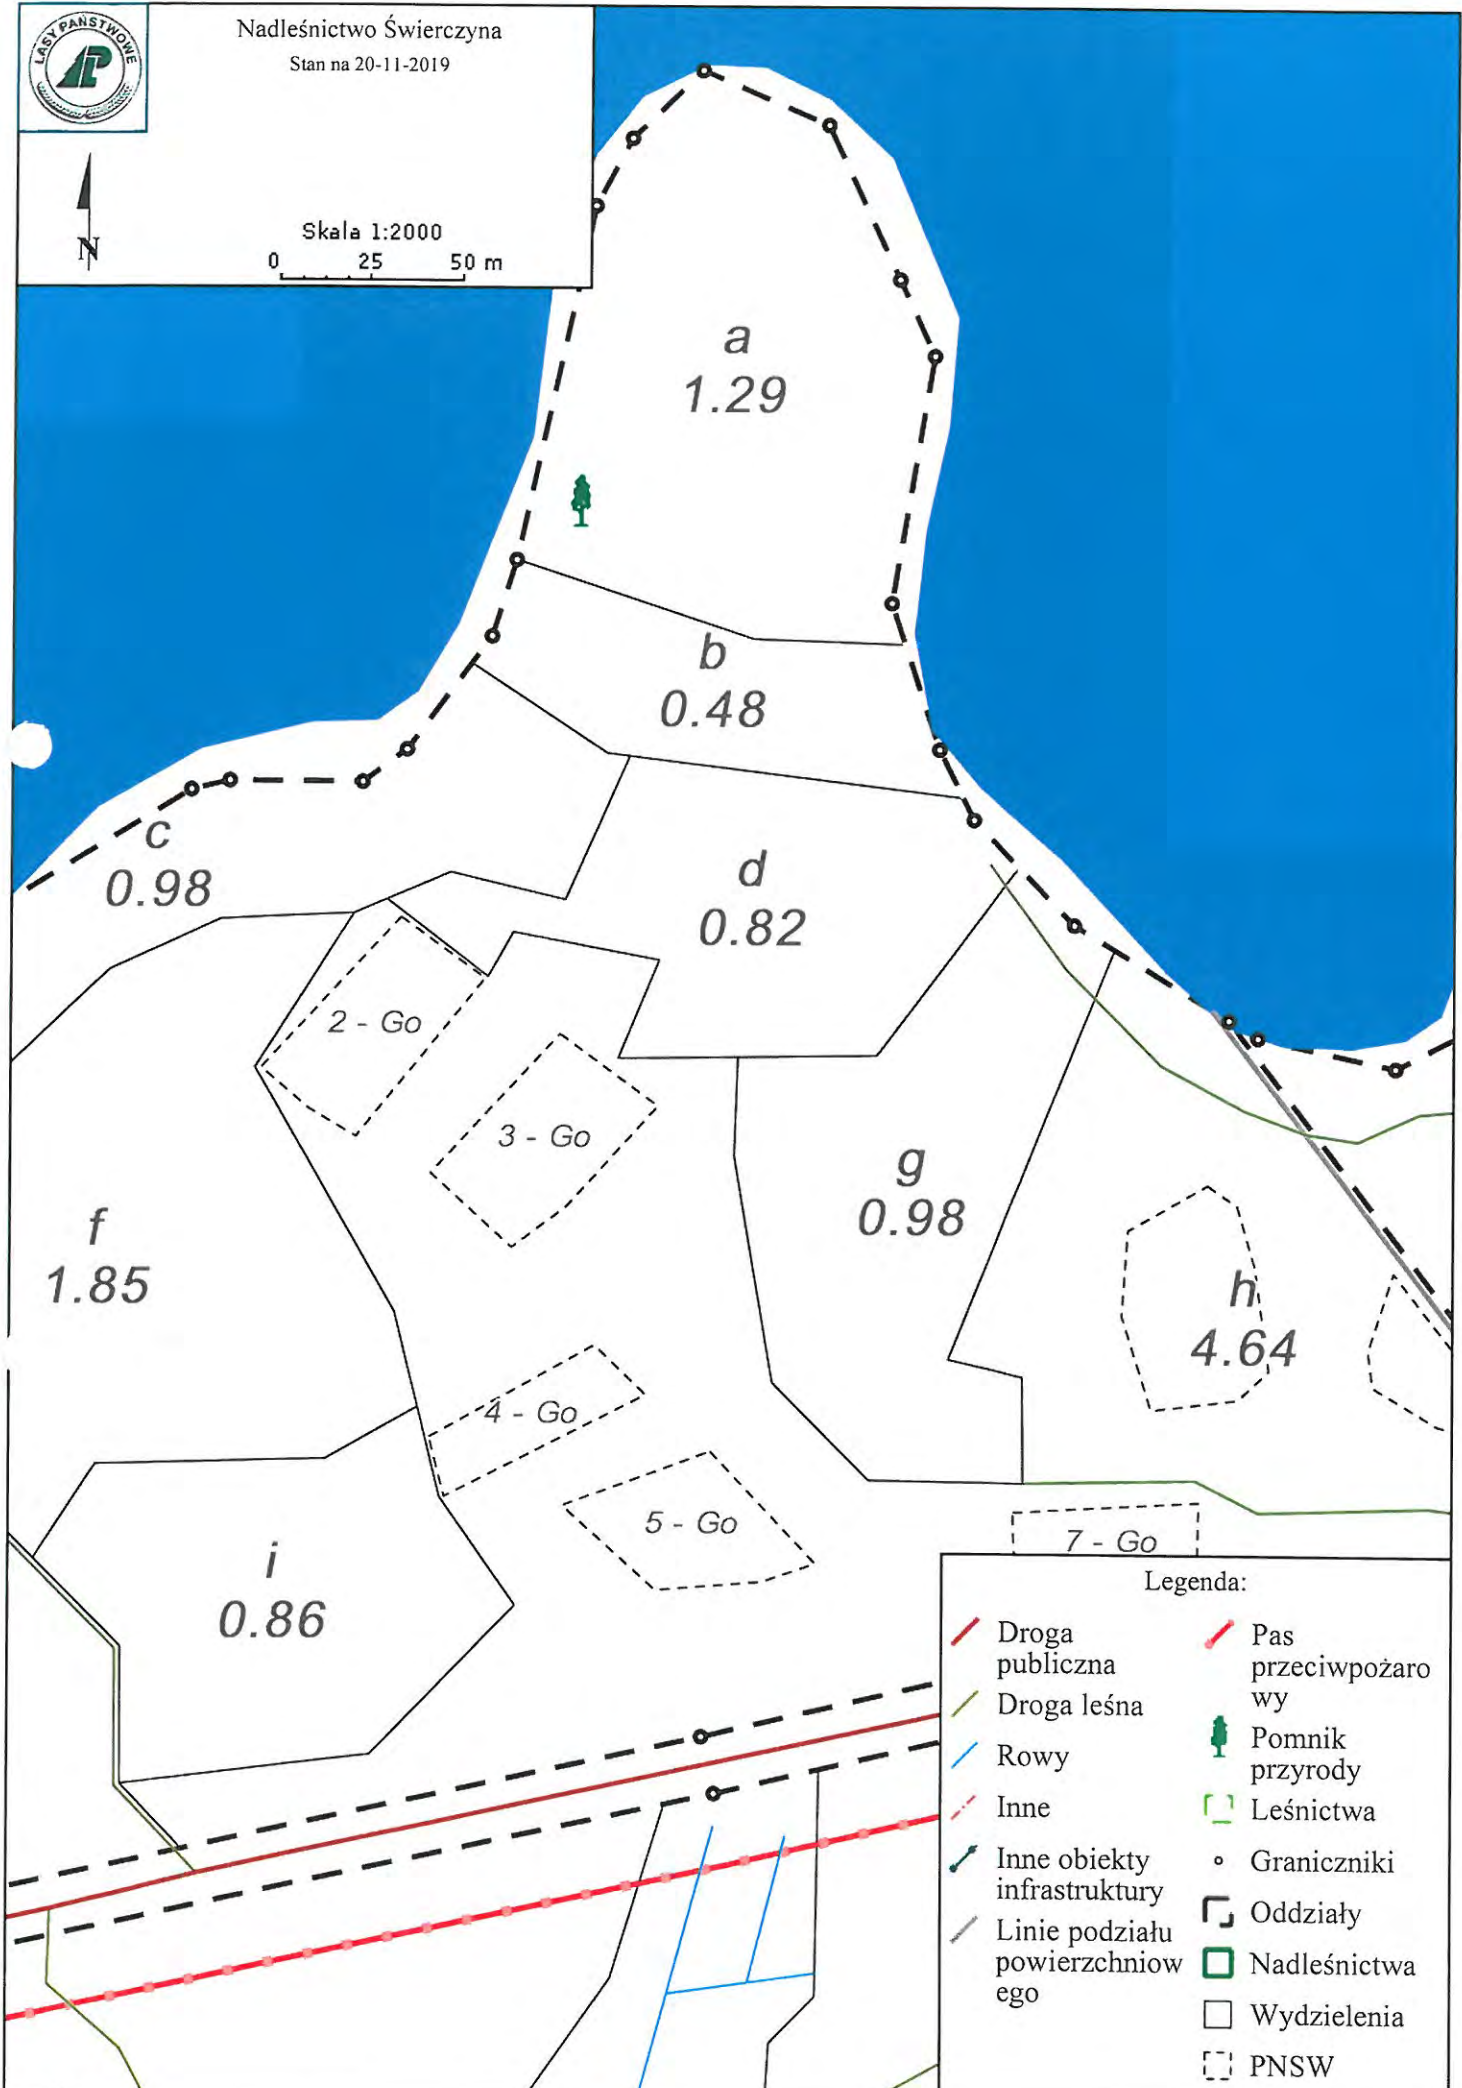 LASY PAŃSTWOWE
Nadleśnictwo Świerczyna
Stan na 20-11-2019
N
Skala 1:2000
0 25 50 m
a
1.29
b
0.48
c
0.98
d
0.82
2 - Go
3 - Go
g
0.98
f
1.85
h
4.64
4 - Go
5 - Go
7 - Go
i
0.86
Legenda:
Droga
publiczna
Droga leśna
Rowy
Inne
Inne obiekty
infrastruktury
Linie podziału
powierzchniow
ego
Pas
przeciwpożaro
wy
Pomnik
przyrody
Leśnictwa
Graniczniki
Oddziały
Nadleśnictwa
Wydzielenia
PNSW